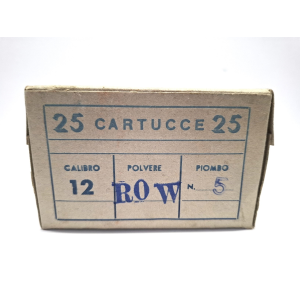 25 CARTUCCE 25
CALIBRO POLVERE PIOMBO
12 ROW N. 5